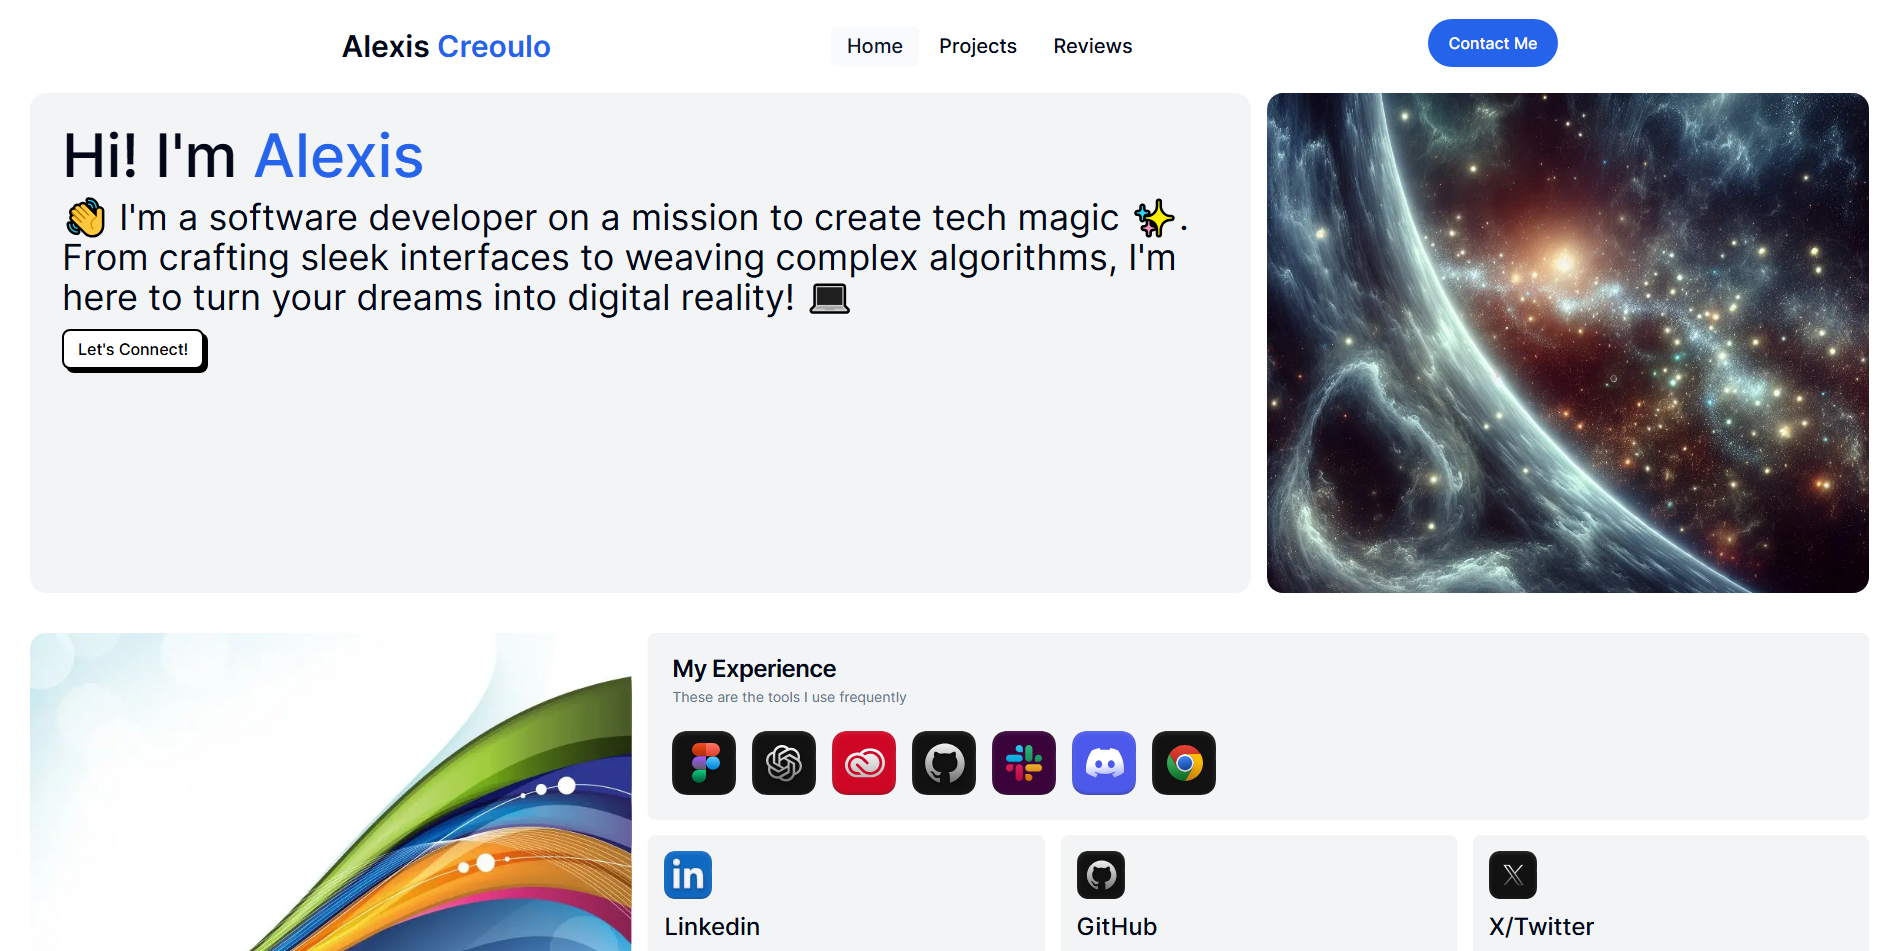 Alexis Creoulo
Home Projects Reviews
Contact Me
Hi! I'm Alexis
👋 I'm a software developer on a mission to create tech magic ✨.
From crafting sleek interfaces to weaving complex algorithms, I'm
here to turn your dreams into digital reality! 💻
Let's Connect!
My Experience
These are the tools I use frequently
in
X
Linkedin
GitHub
X/Twitter